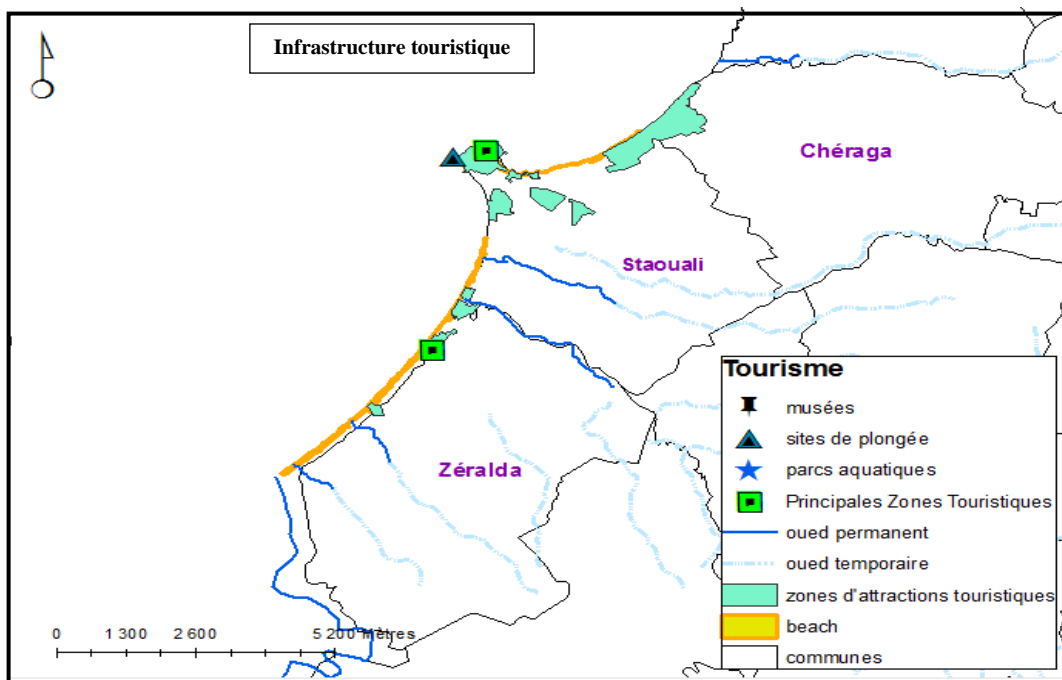 Infrastructure touristique
Chéraga
Staouali
Zéralda
Tourisme
musées
sites de plongée
parcs aquatiques
Principales Zones Touristiques
oued permanent
oued temporaire
zones d'attractions touristiques
beach
communes
0 1 300 2 600 5 200 Mètres